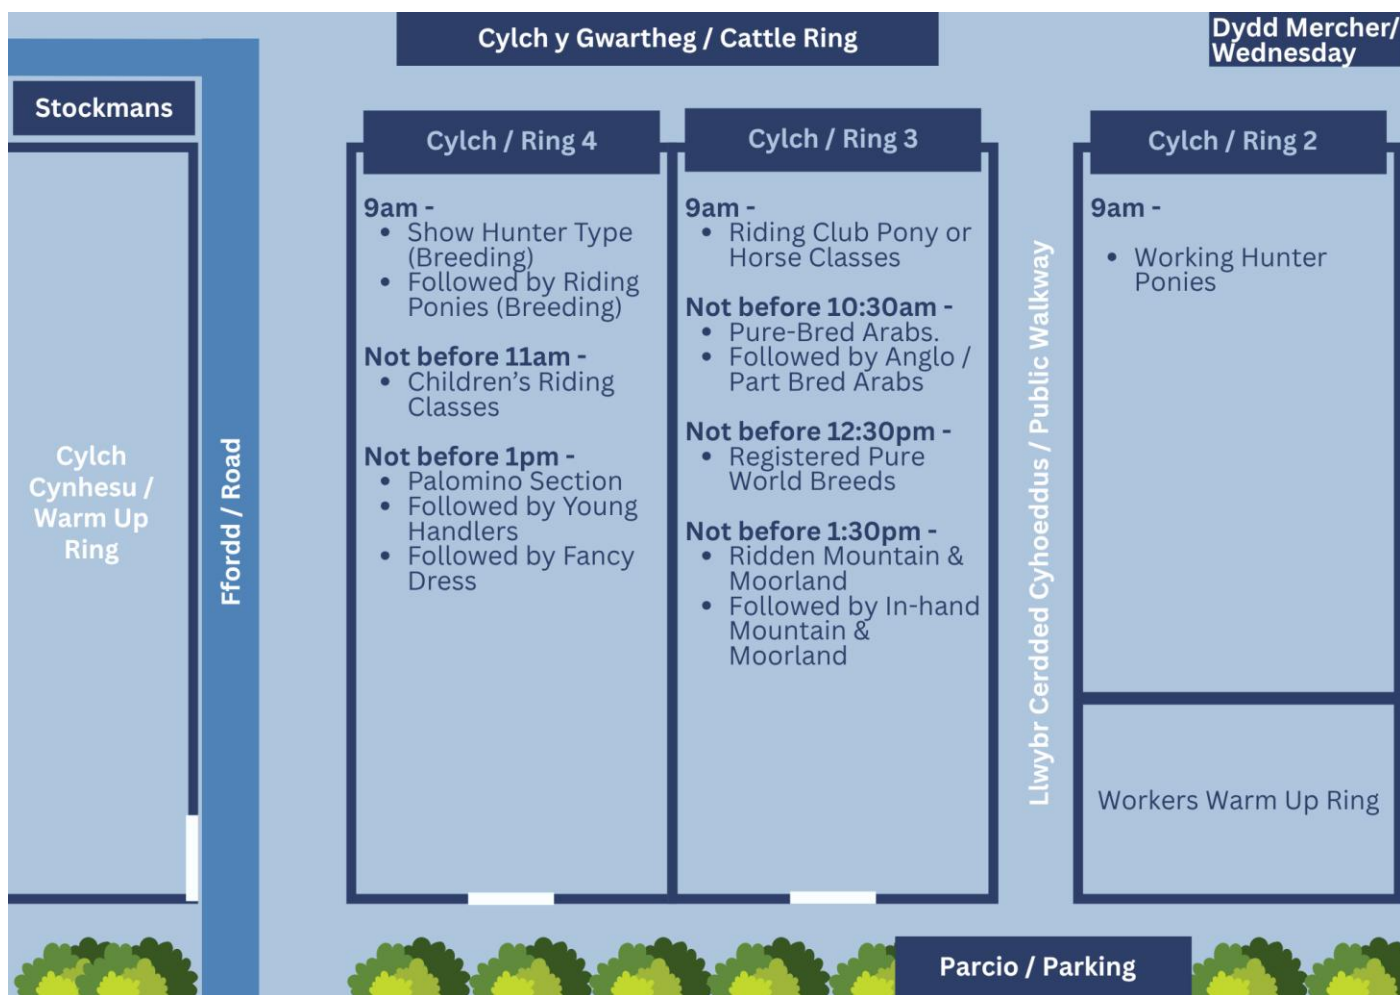 Cylch y Gwartheg / Cattle Ring
Dydd Mercher/
Wednesday
Stockmans
Cylch
Cynhesu /
Warm Up
Ring
Ffordd / Road
Cylch / Ring 4
9am -
• Show Hunter Type
(Breeding)
• Followed by Riding
Ponies (Breeding)
Not before 11am -
• Children’s Riding
Classes
Not before 1pm -
• Palomino Section
• Followed by Young
Handlers
• Followed by Fancy
Dress
Cylch / Ring 3
9am -
• Riding Club Pony or
Horse Classes
Not before 10:30am -
• Pure-Bred Arabs.
• Followed by Anglo /
Part Bred Arabs
Not before 12:30pm -
• Registered Pure
World Breeds
Not before 1:30pm -
• Ridden Mountain &
Moorland
• Followed by In-hand
Mountain &
Moorland
Llwybr Cerdded Cyhoeddus / Public Walkway
Cylch / Ring 2
9am -
• Working Hunter
Ponies
Workers Warm Up Ring
Parcio / Parking